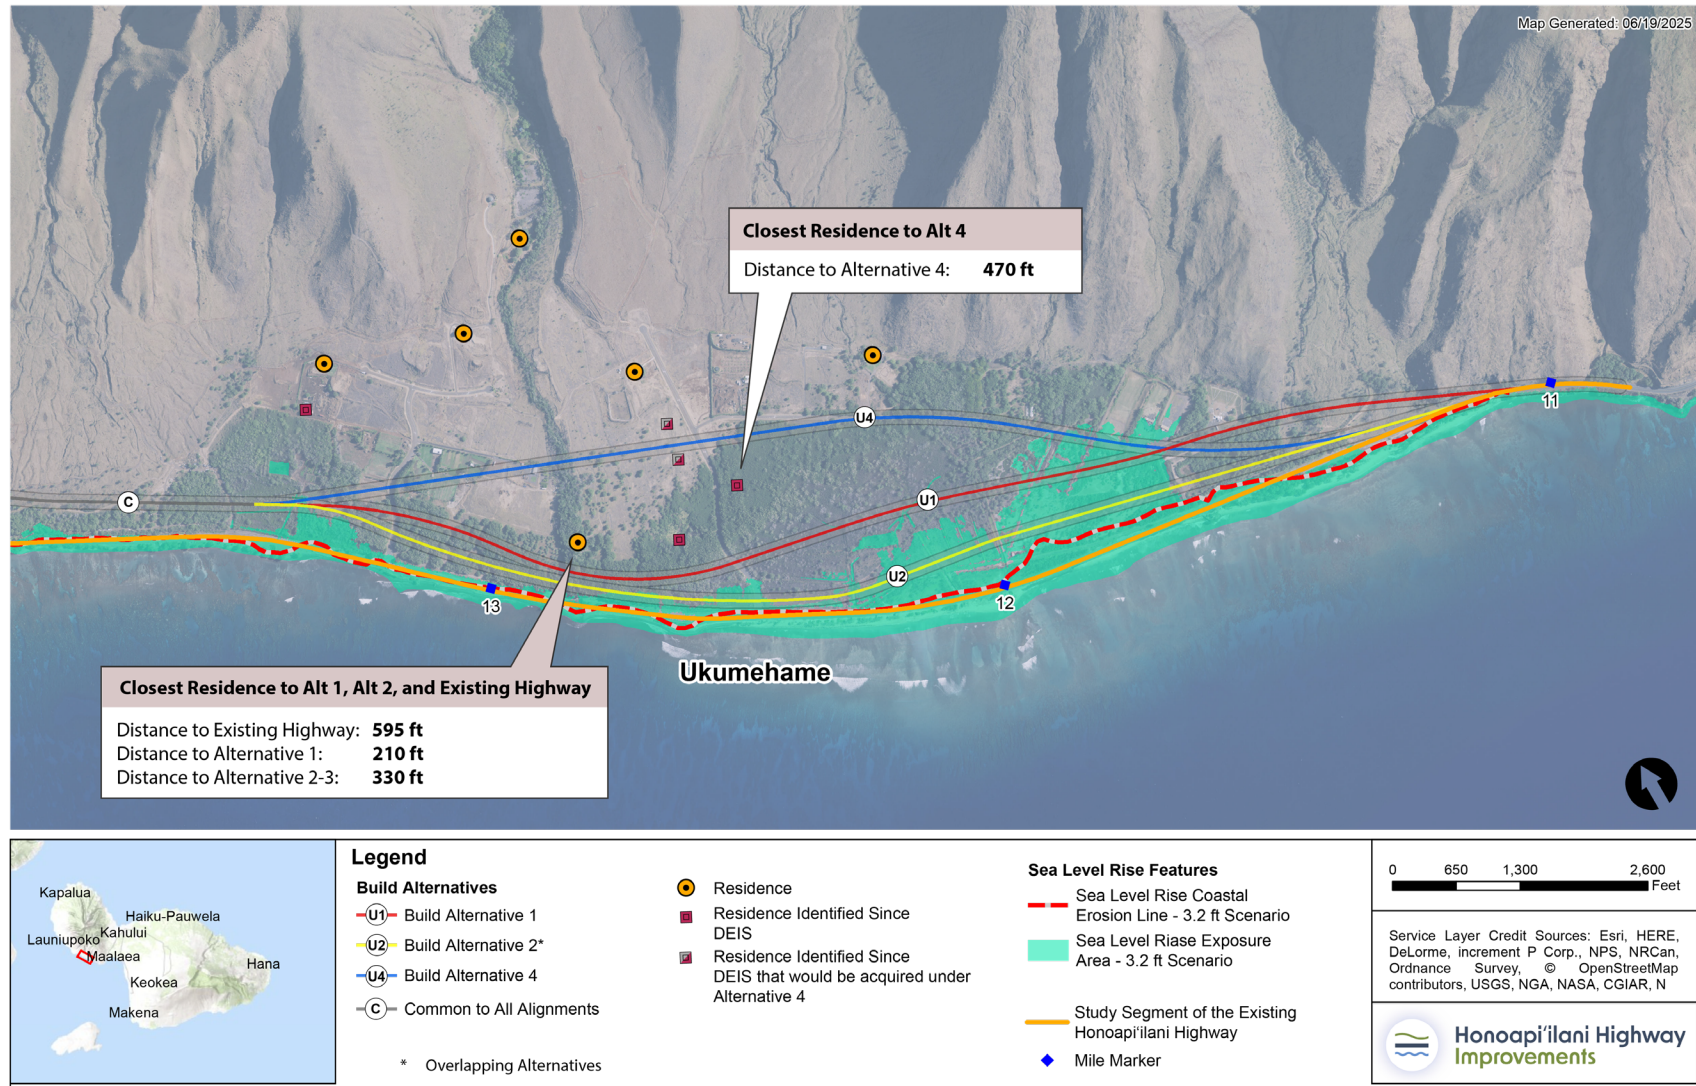 Map Generated: 06/19/2025
Closest Residence to Alt 4
Distance to Alternative 4: 470 ft
U4
11
C
U1
U2
13
12
Ukumehame
Closest Residence to Alt 1, Alt 2, and Existing Highway
Distance to Existing Highway: 595 ft
Distance to Alternative 1: 210 ft
Distance to Alternative 2-3: 330 ft
Kapalua
Haiku-Pauwela
Kahului
Launiupoko
Maalaea
Hana
Keokea
Makena
Legend
Build Alternatives
U1 Build Alternative 1
U2 Build Alternative 2*
U4 Build Alternative 4
C Common to All Alignments
* Overlapping Alternatives
Residence
Residence Identified Since
DEIS
Residence Identified Since
DEIS that would be acquired under
Alternative 4
Sea Level Rise Features
Sea Level Rise Coastal
Erosion Line - 3.2 ft Scenario
Sea Level Riase Exposure
Area - 3.2 ft Scenario
Study Segment of the Existing
Honoapiʻilani Highway
Mile Marker
0 650 1,300 2,600
Feet
Service Layer Credit Sources: Esri, HERE,
DeLorme, increment P Corp., NPS, NRCan,
Ordnance Survey, © OpenStreetMap
contributors, USGS, NGA, NASA, CGIAR, N
Honoapiʻilani Highway
Improvements